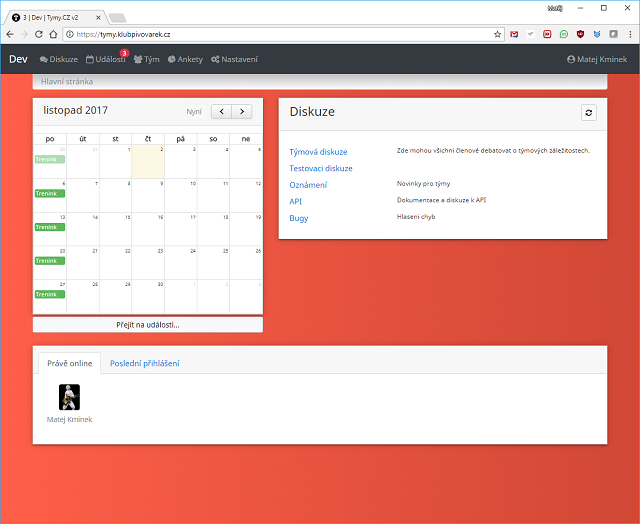 Matěj
3 | Dev | Tymy.CZ v2
https://tymy.klubpivovarek.cz
Dev Diskuze Události 3 Tým Ankety Nastavení Matej Kmínek
Hlavní stránka
listopad 2017 Nyní
po út st čt pá so ne
30 31 1 2 3 4 5
Trenink
6 7 8 9 10 11 12
Trenink
13 14 15 16 17 18 19
Trenink
20 21 22 23 24 25 26
Trenink
27 28 29 30 1 2 3
Trenink
Přejít na události...
Diskuze
Týmová diskuze Zde mohou všichni členové debatovat o týmových záležitostech.
Testovaci diskuze
Oznámení Novinky pro týmy
API Dokumentace a diskuze k API
Bugy Hlaseni chyb
Právě online Poslední přihlášení
Matej Kmínek